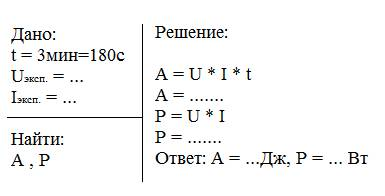 Дано:
t = 3мин=180с
Uэксп. = ...
Iэксп. = ...
Найти:
А , Р
Решение:
A = U * I * t
A = .......
P = U * I
P = .......
Ответ: А = ...Дж, Р = ... Вт